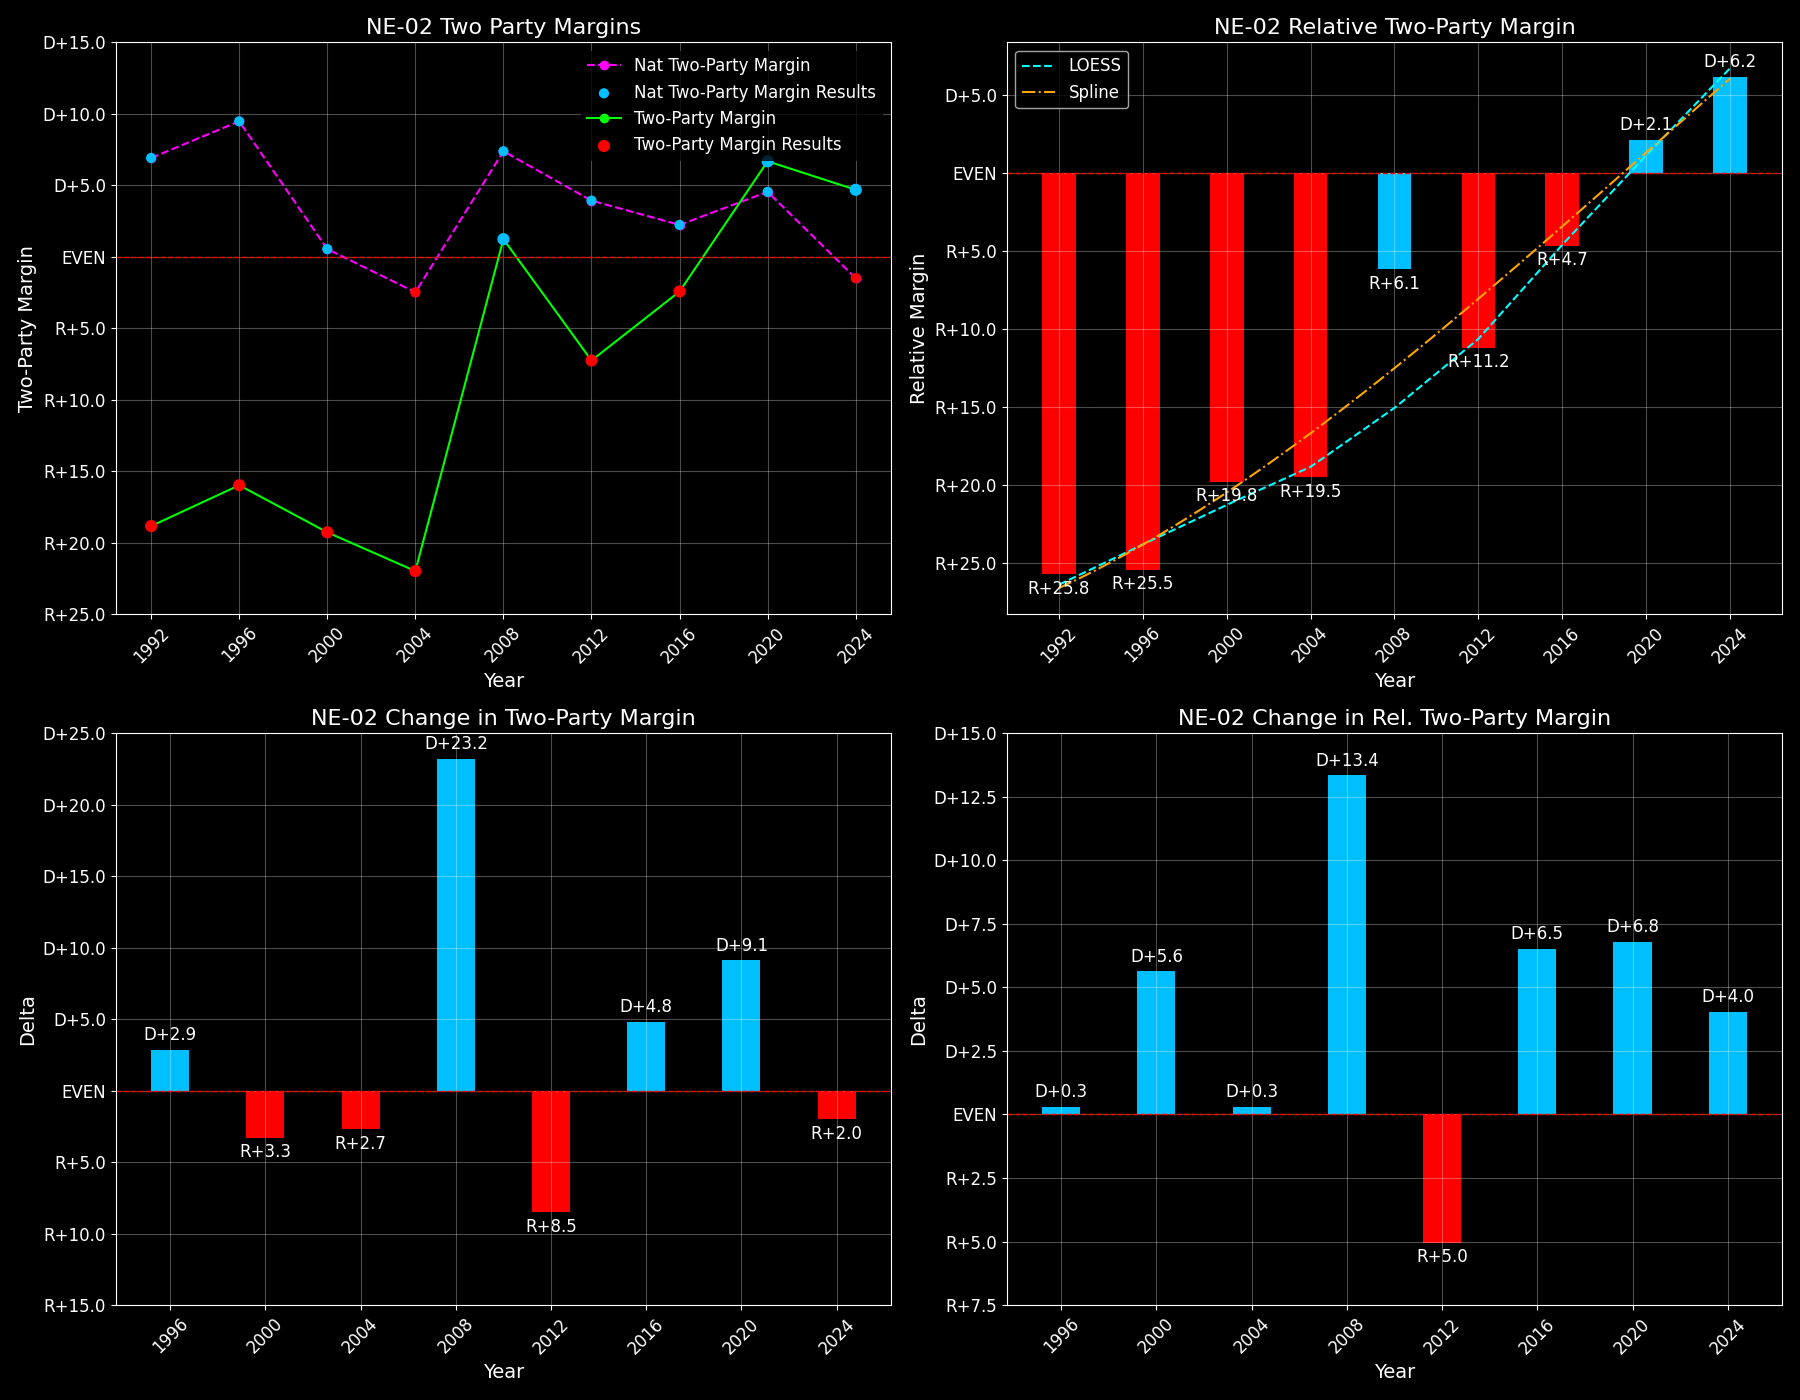 NE-02 Two Party Margins
D+15.0
D+10.0
D+5.0
EVEN
R+5.0
R+10.0
R+15.0
R+20.0
R+25.0
Two-Party Margin
Nat Two-Party Margin
Nat Two-Party Margin Results
Two-Party Margin
Two-Party Margin Results
1992
1996
2000
2004
2008
2012
2016
2020
2024
Year
NE-02 Relative Two-Party Margin
D+5.0
EVEN
R+5.0
R+10.0
R+15.0
R+20.0
R+25.0
Relative Margin
LOESS
Spline
R+25.8
R+25.5
R+19.8
R+19.5
R+6.1
R+11.2
R+4.7
D+2.1
D+6.2
1992
1996
2000
2004
2008
2012
2016
2020
2024
Year
NE-02 Change in Two-Party Margin
D+25.0
D+20.0
D+15.0
D+10.0
D+5.0
EVEN
R+5.0
R+10.0
R+15.0
Delta
D+2.9
R+3.3
R+2.7
D+23.2
R+8.5
D+4.8
D+9.1
R+2.0
1996
2000
2004
2008
2012
2016
2020
2024
Year
NE-02 Change in Rel. Two-Party Margin
D+15.0
D+12.5
D+10.0
D+7.5
D+5.0
D+2.5
EVEN
R+2.5
R+5.0
R+7.5
Delta
D+0.3
D+5.6
D+0.3
D+13.4
R+5.0
D+6.5
D+6.8
D+4.0
1996
2000
2004
2008
2012
2016
2020
2024
Year